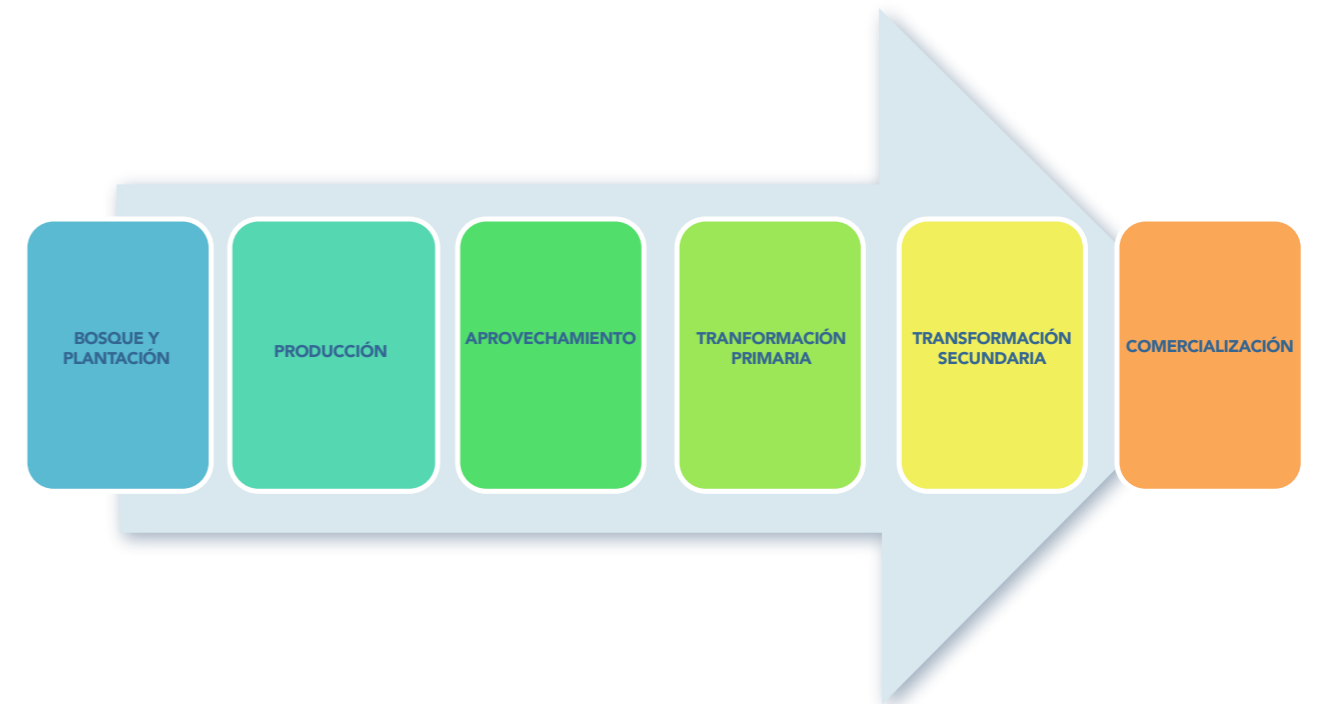 BOSQUE Y
PLANTACIÓN
PRODUCCIÓN
APROVECHAMIENTO
TRANFORMACIÓN
PRIMARIA
TRANSFORMACIÓN
SECUNDARIA
COMERCIALIZACIÓN